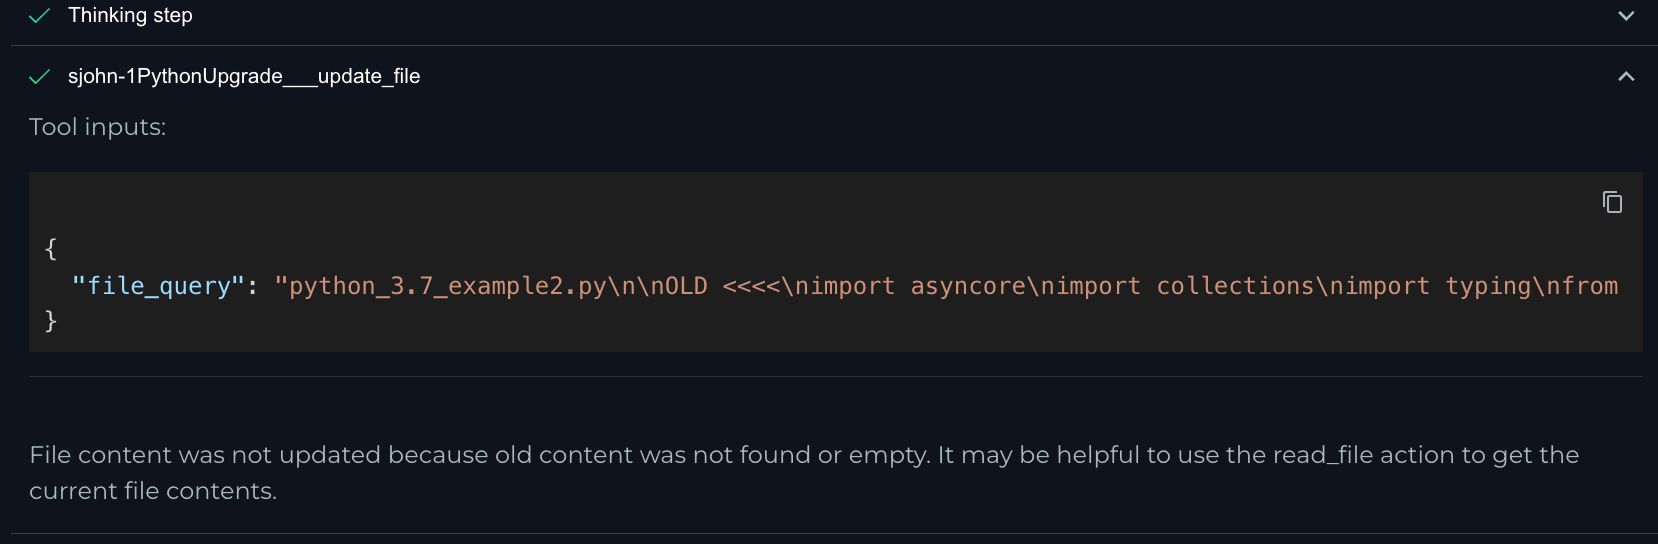 Thinking step
sjohn-1PythonUpgrade___update_file
Tool inputs:
{
"file_query": "python_3.7_example2.py\n\nOLD <<<<\nimport asyncore\nimport collections\nimport typing\nfrom
}
File content was not updated because old content was not found or empty. It may be helpful to use the read_file action to get the
current file contents.